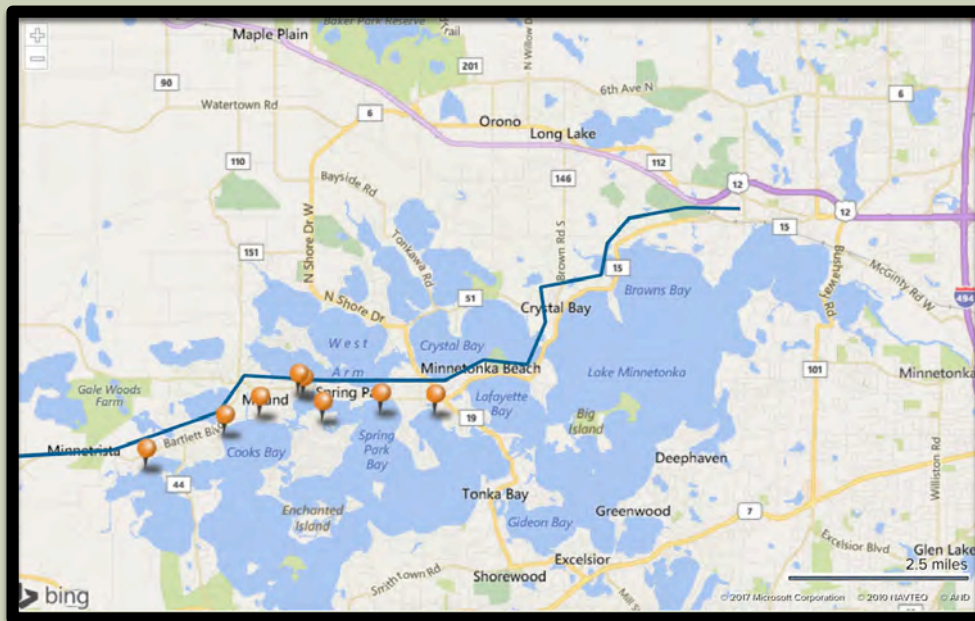 Baker Park Reserve
Trail
Maple Plain
N Willow D
201
90
6th Ave N
6
Watertown Rd
6
Orono
Long Lake
110
112
146
12
Bayside Rd
12
15
N Shore Dr W
Tonkawa Rd
Brown Rd S
151
15
Bushaway Rd
McGinty Rd W
494
51
Browns Bay
N Shore Dr
Crystal Bay
West
Crystal Bay
Arm
Minnetonka Beach
Lake Minnetonka
101
Minnetonka
Gale Woods
Farm
Spring Pa
Lafayette
Bay
Big
Island
19
Bartlett Blv
Minnetrista
Cooks Bay
Spring
Park
Bay
Deephaven
Williston Rd
44
Tonka Bay
Enchanted
Island
Gideon Bay
Greenwood
7
Excelsior Blvd
Glen Lake
Excelsior
2.5 miles
Smithtown Rd
Shorewood
Mill S
bing
© 2017 Microsoft Corporation © 2010 NAVTEQ © AND